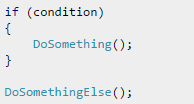 if (condition)
{
    DoSomething();
}

DoSomethingElse();